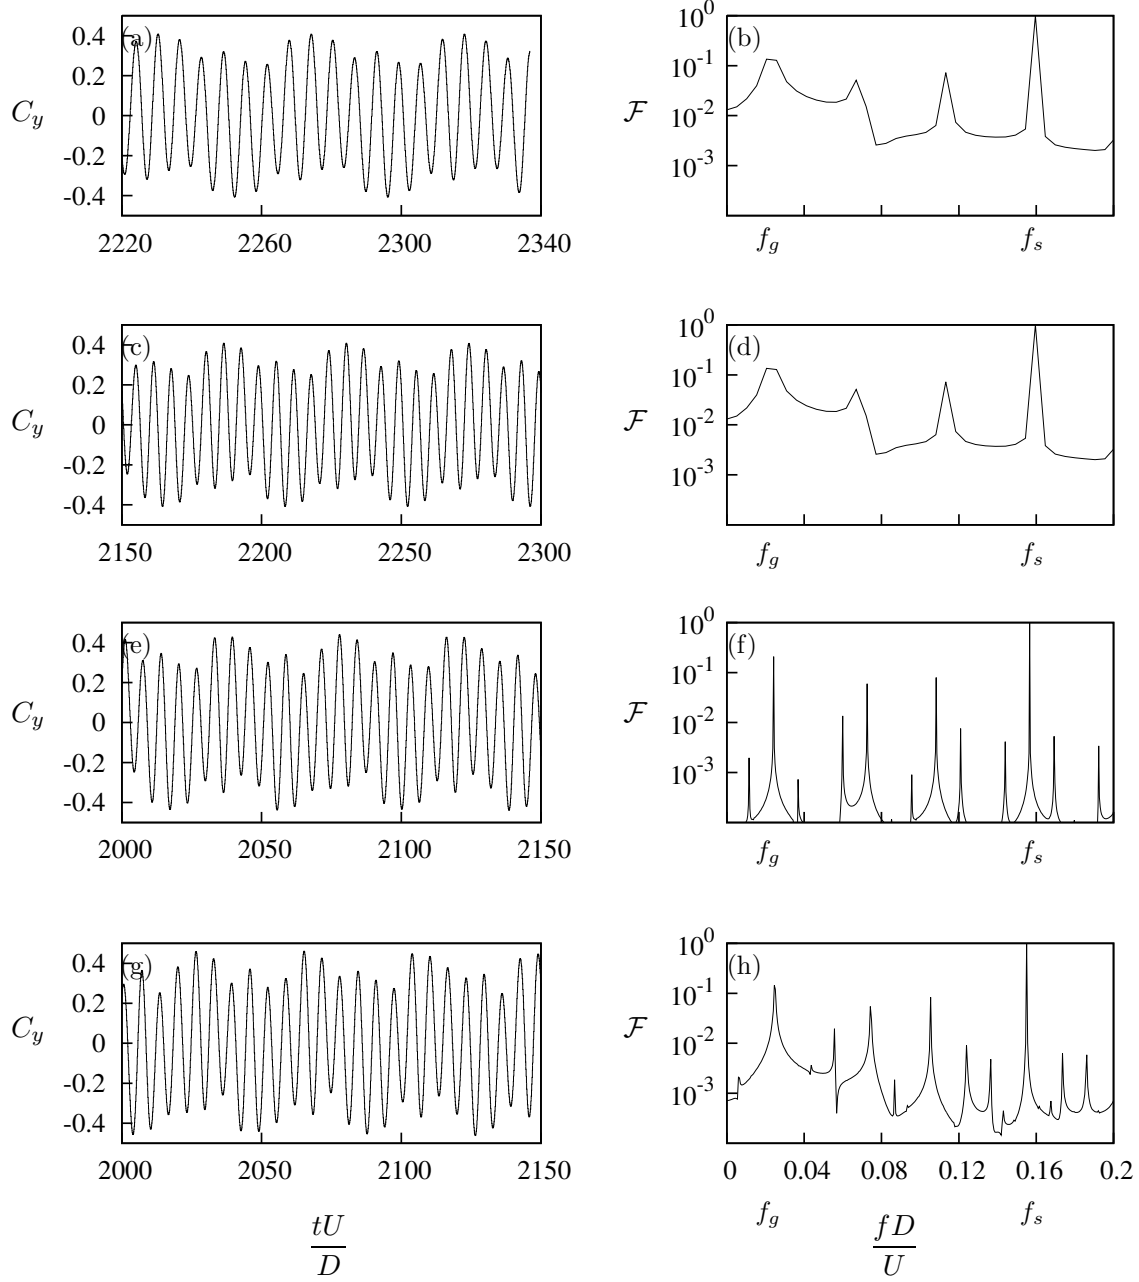 (a) 0.4 0.2 0 -0.2 -0.4
C_y
2220 2260 2300 2340
(b) 10^0 10^-1 10^-2 10^-3
F
f_g f_s
(c) 0.4 0.2 0 -0.2 -0.4
C_y
2150 2200 2250 2300
(d) 10^0 10^-1 10^-2 10^-3
F
f_g f_s
(e) 0.4 0.2 0 -0.2 -0.4
C_y
2000 2050 2100 2150
(f) 10^0 10^-1 10^-2 10^-3
F
f_g f_s
(g) 0.4 0.2 0 -0.2 -0.4
C_y
2000 2050 2100 2150
tU
D
(h) 10^0 10^-1 10^-2 10^-3
F
0 0.04 0.08 0.12 0.16 0.2
f_g f_s
fD
U